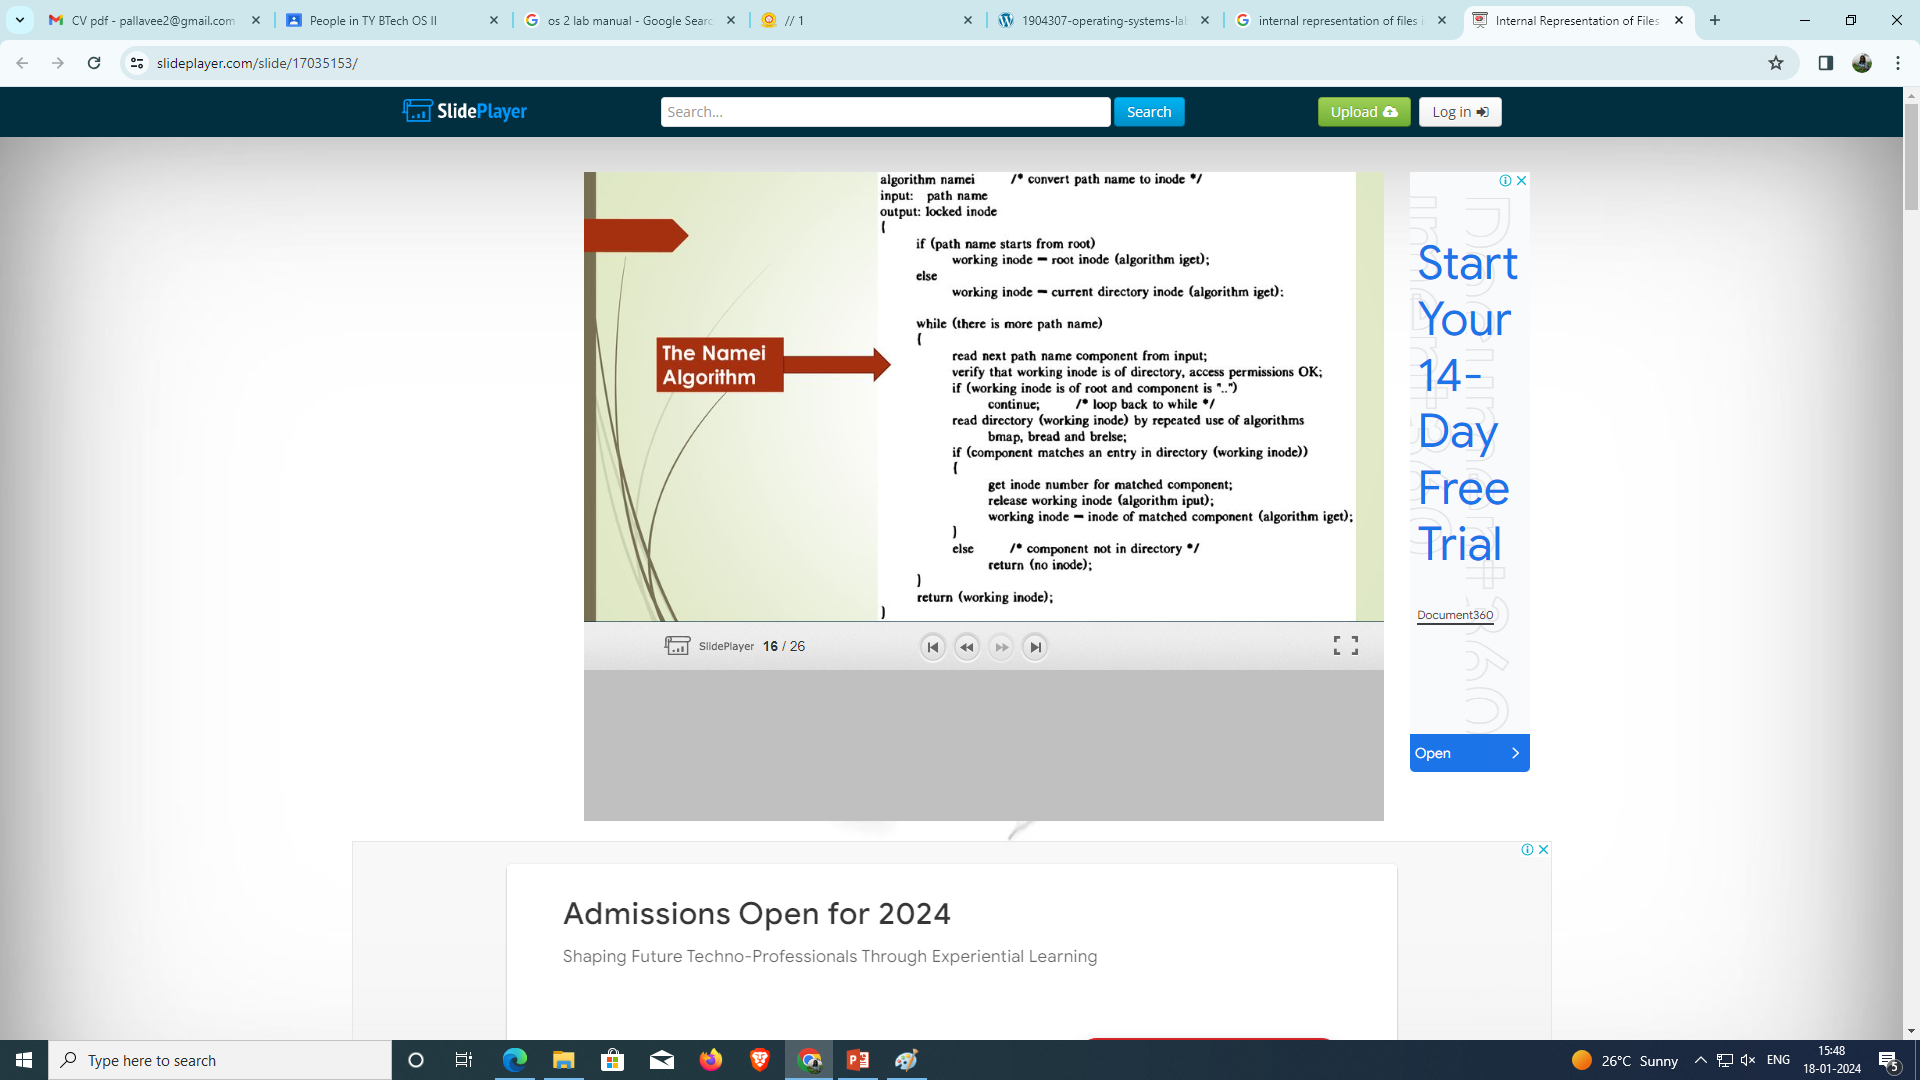 CV pdf - pallavee2@gmail.com
People in TY BTech OS II
os 2 lab manual - Google Searc
// 1
1904307-operating-systems-la
internal representation of files i
Internal Representation of Files
slideplayer.com/slide/17035153/
SlidePlayer
Search...
Search
Upload
Log in
algorithm namei /* convert path name to inode */
input: path name
output: locked inode
{
if (path name starts from root)
working inode = root inode (algorithm iget);
else
working inode = current directory inode (algorithm iget);
while (there is more path name)
{
read next path name component from input;
verify that working inode is of directory, access permissions OK;
if (working inode is of root and component is "..")
continue; /* loop back to while */
read directory (working inode) by repeated use of algorithms
bmap, bread and brelse;
if (component matches an entry in directory (working inode))
{
get inode number for matched component;
release working inode (algorithm iput);
working inode = inode of matched component (algorithm iget);
}
else /* component not in directory */
return (no inode);
}
return (working inode);
}
The Namei
Algorithm
SlidePlayer 16 / 26
Start
Your
14-
Day
Free
Trial
Document360
Open
Admissions Open for 2024
Shaping Future Techno-Professionals Through Experiential Learning
Type here to search
26°C Sunny
ENG
15:48
18-01-2024
5